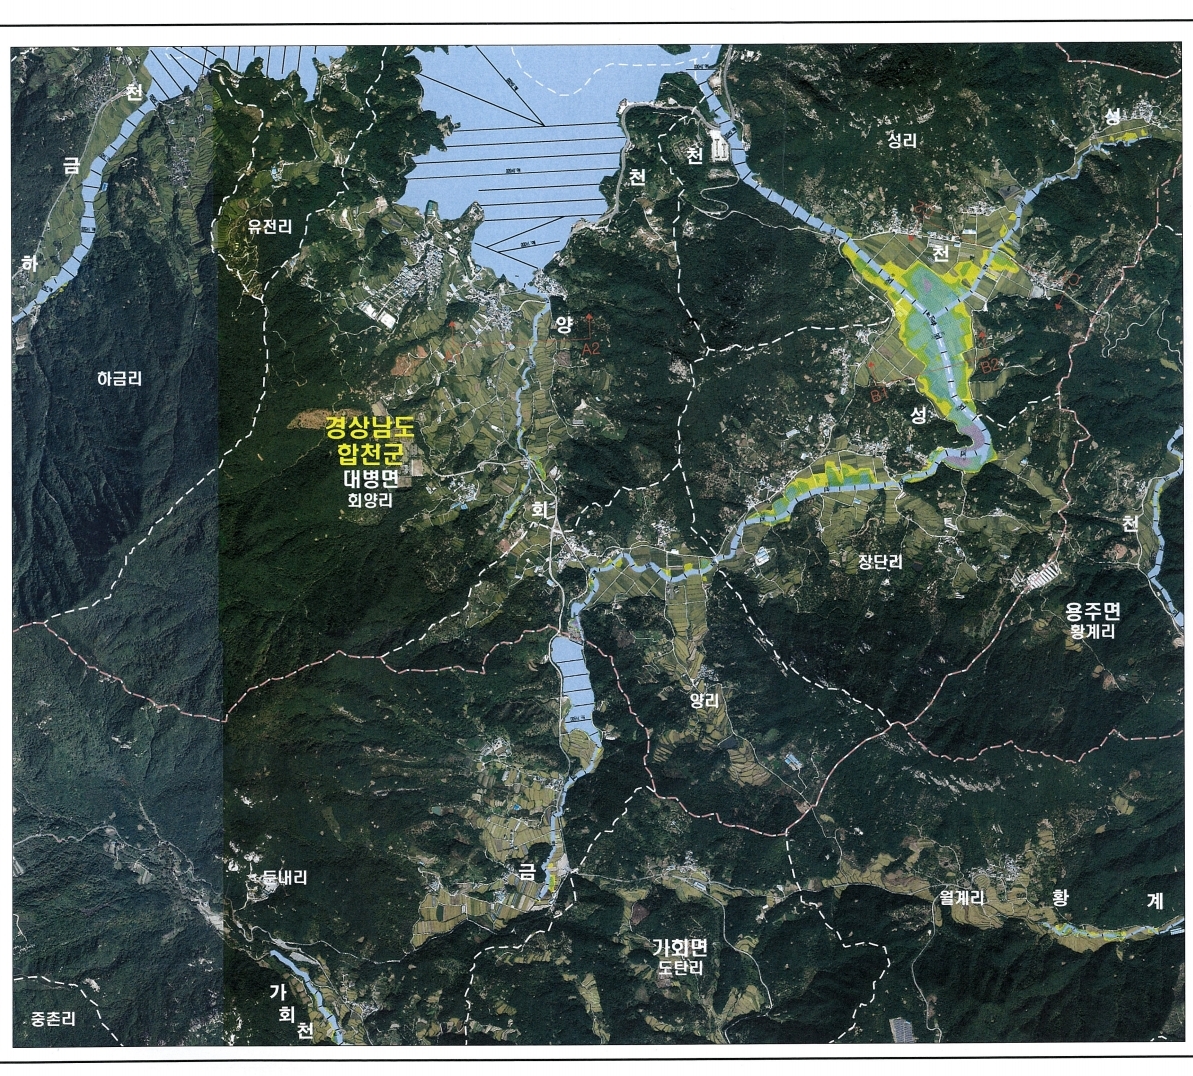 천
성
성리
금
천
천
유전리
천
하
양
A2
하금리
B2
B1
성
경상남도
합천군
대병면
회양리
회
천
장단리
용주면
황계리
양리
금
둔내리
월계리
황
계
가회면
도탄리
가
회
천
중촌리